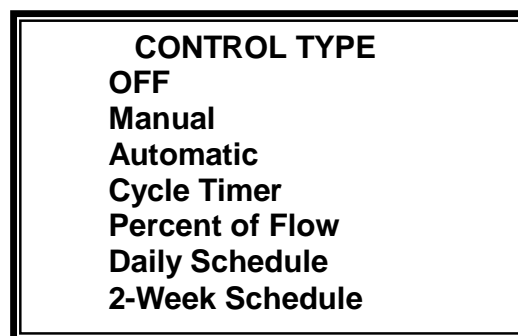 CONTROL TYPE
OFF
Manual
Automatic
Cycle Timer
Percent of Flow
Daily Schedule
2-Week Schedule